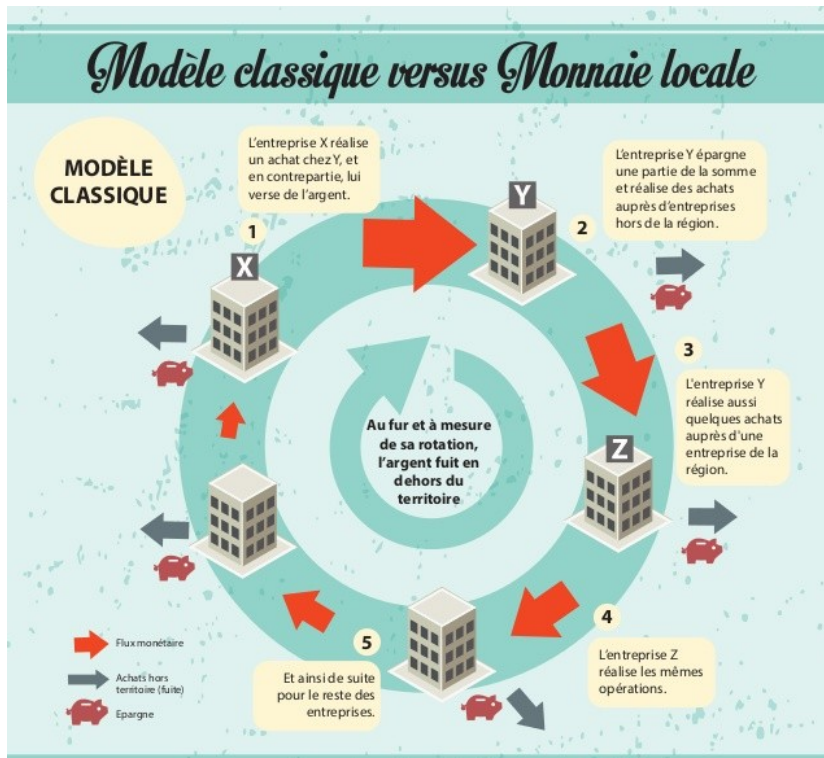 Modèle classique versus Monnaie locale
MODÈLE
CLASSIQUE
L'entreprise X réalise
un achat chez Y, et
en contrepartie, lui
verse de l'argent.
1
X
Y
L'entreprise Y épargne
une partie de la somme
et réalise des achats
auprès d'entreprises
hors de la région.
2
3
L'entreprise Y
réalise aussi
quelques achats
auprès d'une
entreprise de la
région.
Z
Au fur et à mesure
de sa rotation,
l'argent fuit en
dehors du
territoire
4
L'entreprise Z
réalise les mêmes
opérations.
5
Et ainsi de suite
pour le reste des
entreprises.
Flux monétaire
Achats hors
territoire (fuite)
Epargne